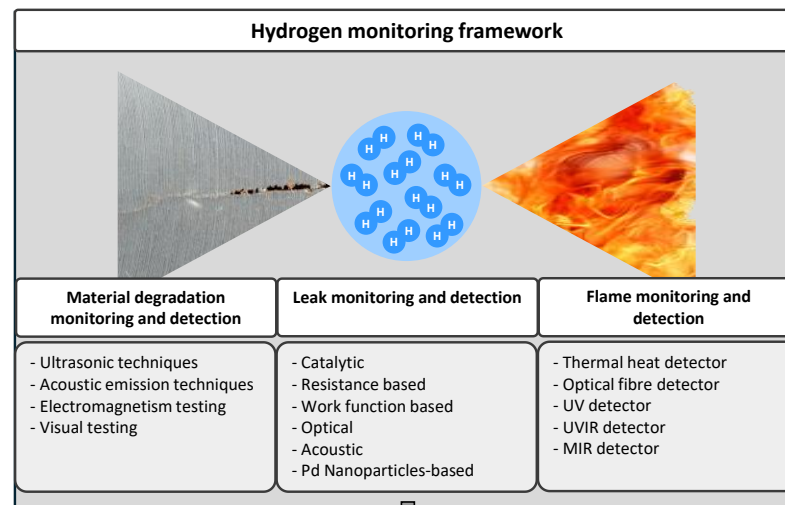 Hydrogen monitoring framework
H H
H H
H H
H H
H H
H H
H H
H H
H H
H H
Material degradation
monitoring and detection
Leak monitoring and detection
Flame monitoring and
detection
- Ultrasonic techniques
- Acoustic emission techniques
- Electromagnetism testing
- Visual testing
- Catalytic
- Resistance based
- Work function based
- Optical
- Acoustic
- Pd Nanoparticles-based
- Thermal heat detector
- Optical fibre detector
- UV detector
- UVIR detector
- MIR detector